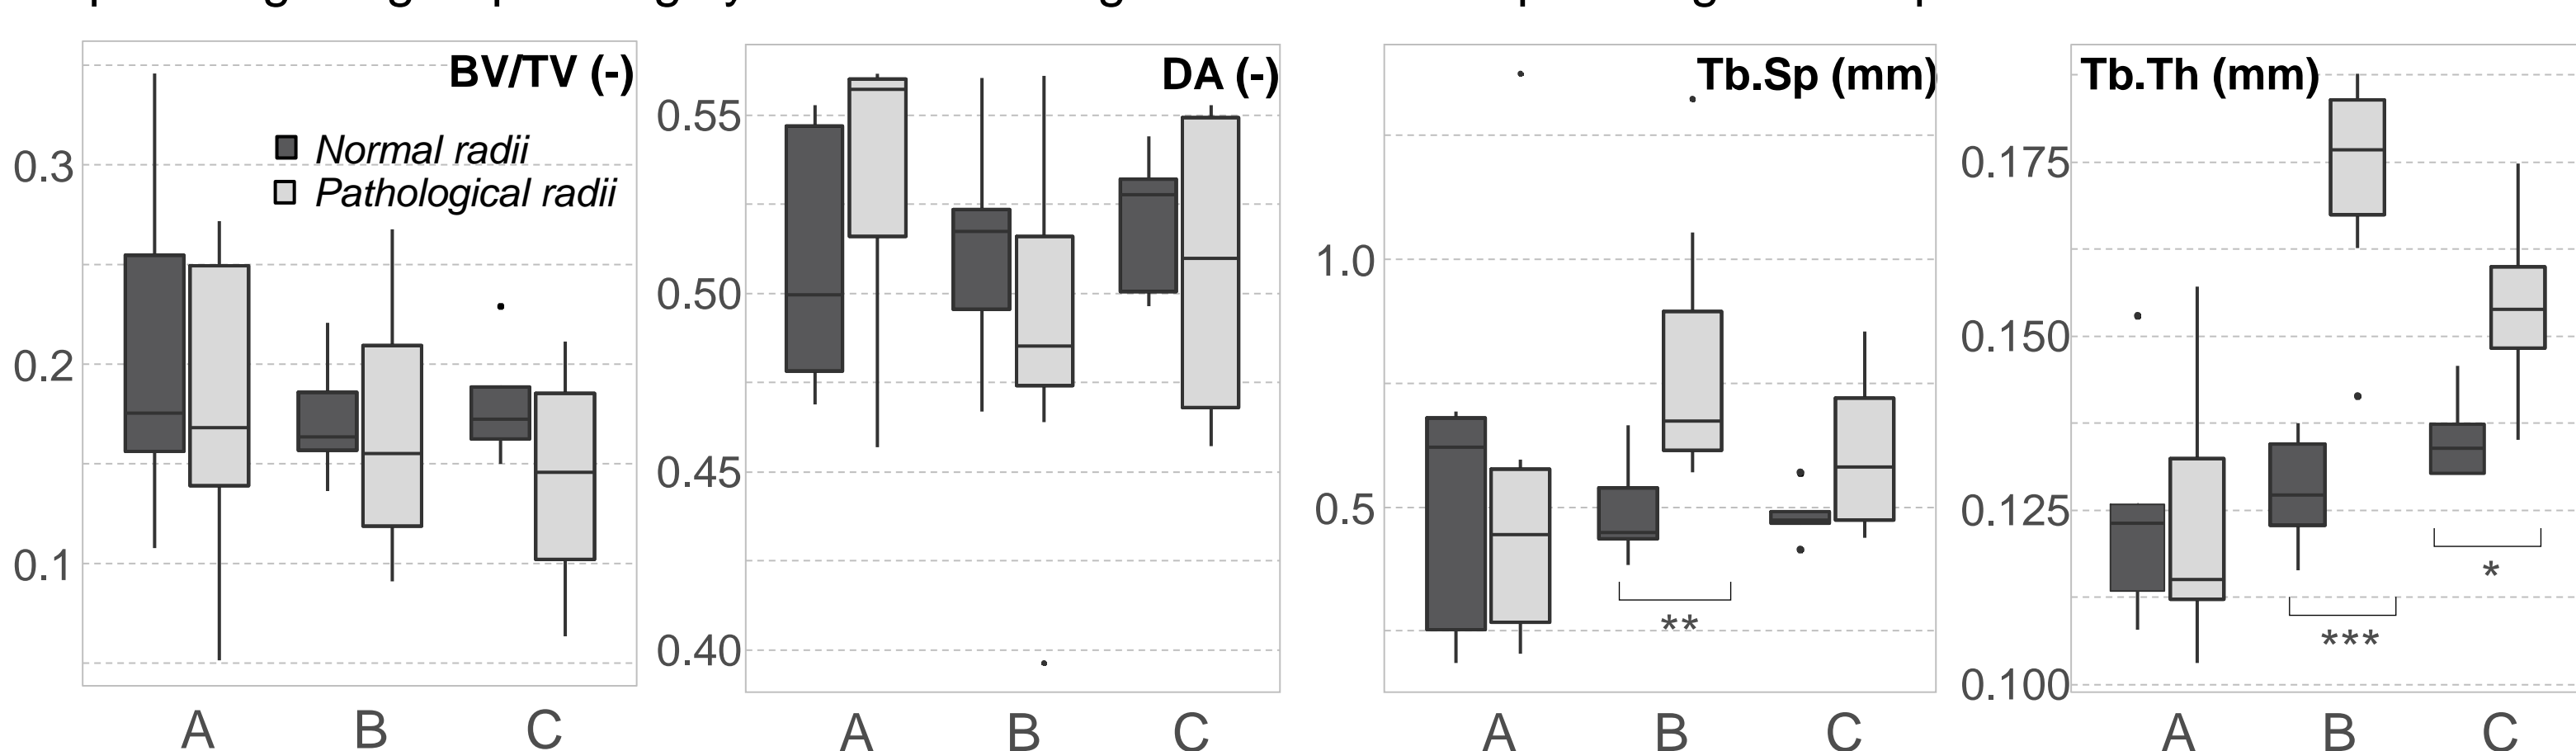 BV/TV (-)
Normal radii
Pathological radii
0.3
0.2
0.1
A B C
DA (-)
0.55
0.50
0.45
0.40
A B C
Tb.Sp (mm)
1.0
0.5
**
A B C
Tb.Th (mm)
0.175
0.150
0.125
0.100
*
***
A B C